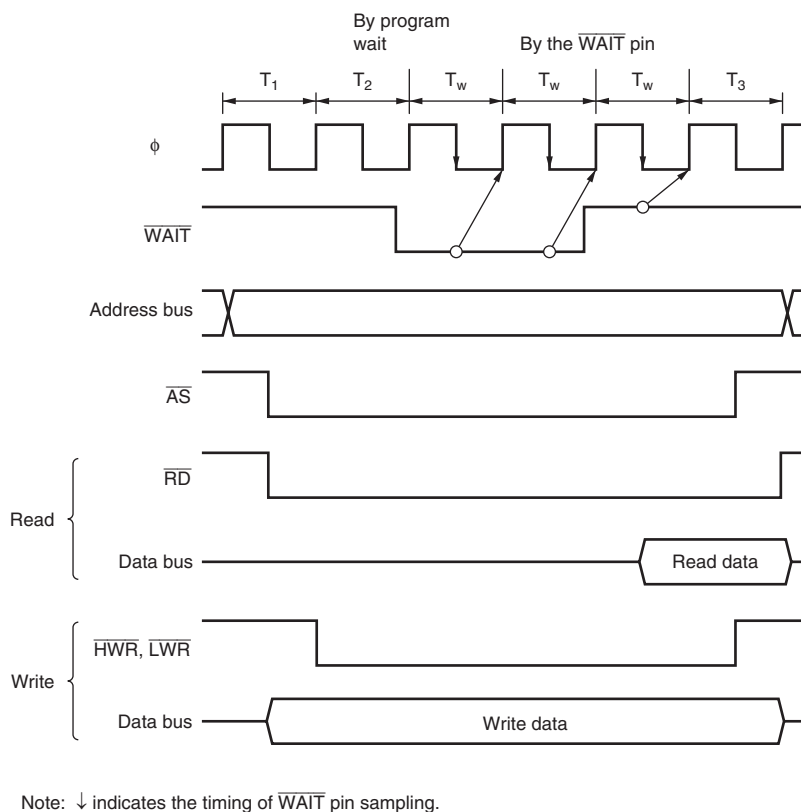 By program
wait
By the WAIT pin
T1 T2 Tw Tw Tw T3
φ
WAIT
Address bus
AS
RD
Read
Data bus
Read data
HWR, LWR
Write
Data bus
Write data
Note: ↓ indicates the timing of WAIT pin sampling.